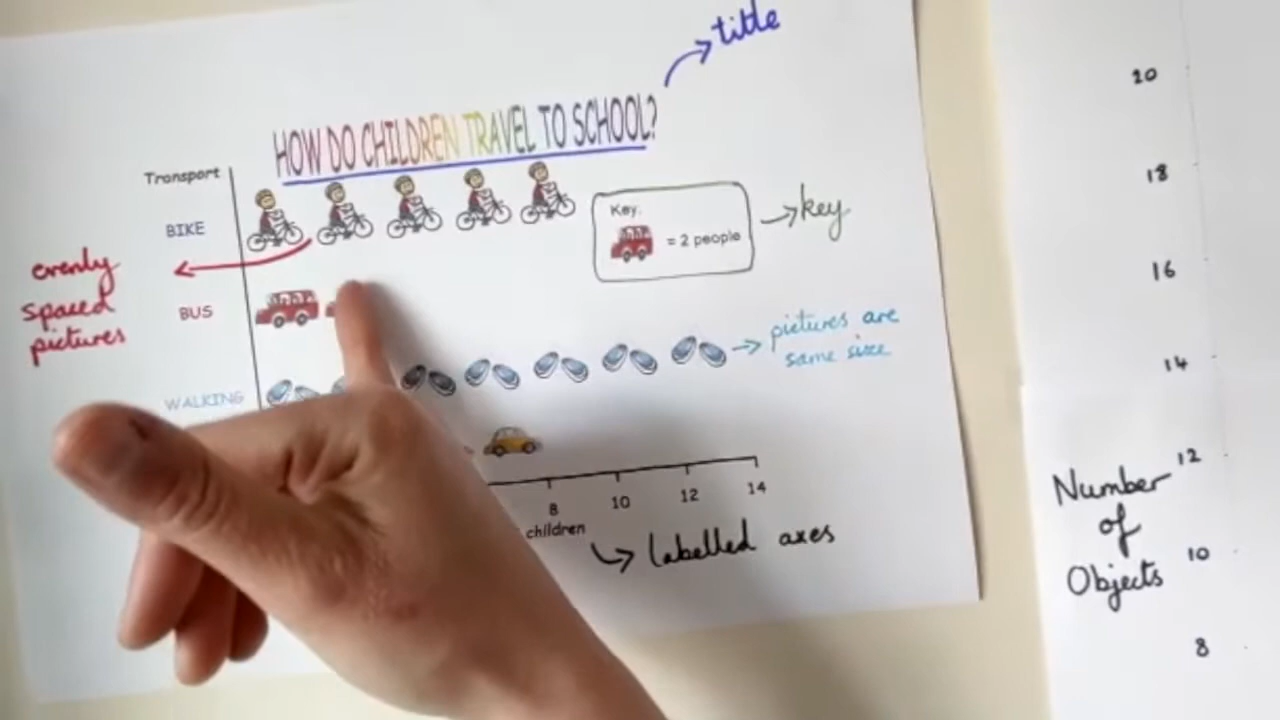 title
HOW DO CHILDREN TRAVEL TO SCHOOL?
Transport
BIKE
Key:
= 2 people
key
evenly
spaced
pictures
BUS
pictures are
same size
WALKING
8 10 12 14
children
labelled axes
20
18
16
14
12
Number
of
Objects
10
8